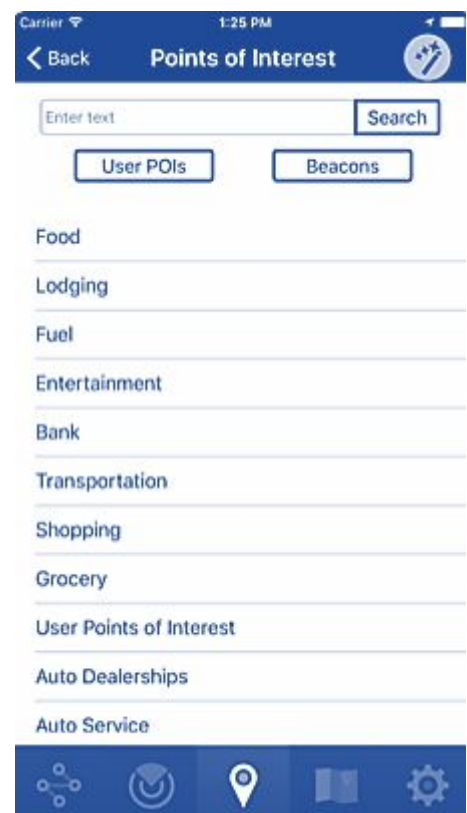 Carrier 1:25 PM
Back Points of Interest
Enter text Search
User POIs Beacons
Food
Lodging
Fuel
Entertainment
Bank
Transportation
Shopping
Grocery
User Points of Interest
Auto Dealerships
Auto Service